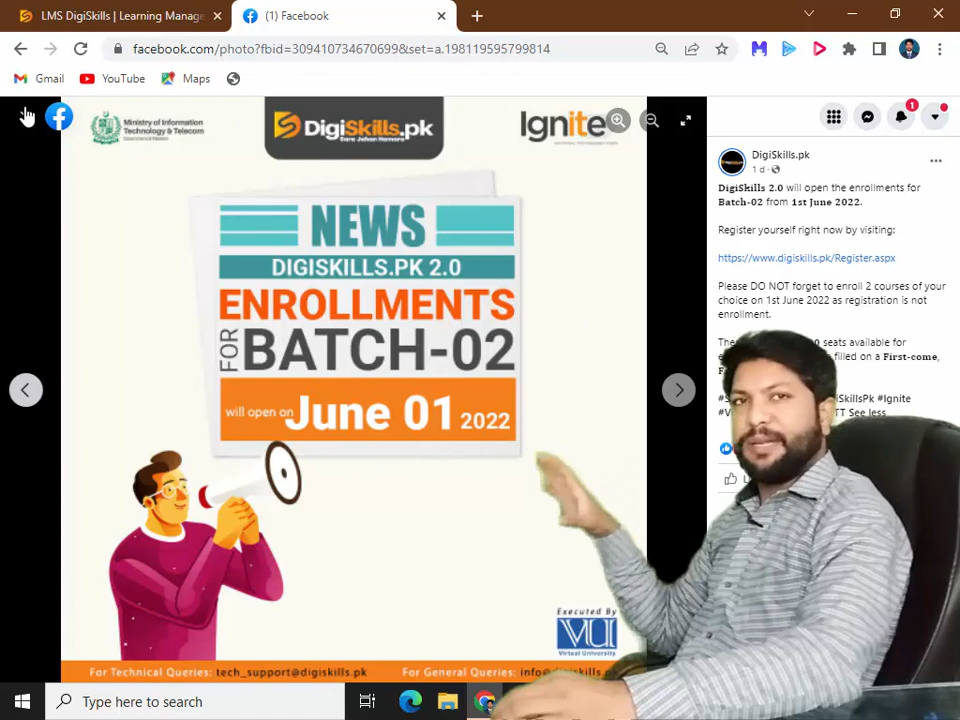 LMS DigiSkills | Learning Manage
(1) Facebook
facebook.com/photo?fbid=309410734670699&set=a.198119595799814
Gmail
YouTube
Maps
Ministry of Information
Technology & Telecom
DigiSkills.pk
Ignite
NEWS
DIGISKILLS.PK 2.0
ENROLLMENTS
FOR BATCH-02
will open on June 01 2022
Executed By
VU
Virtual University
For Technical Queries: tech_support@digiskills.pk
For General Queries:
1
DigiSkills.pk
1 d
DigiSkills 2.0 will open the enrollments for
Batch-02 from 1st June 2022.
Register yourself right now by visiting:
https://www.digiskills.pk/Register.aspx
Please DO NOT forget to enroll 2 courses of your
choice on 1st June 2022 as registration is not
enrollment.
seats available for
filled on a First-come,
#Ignite
See less
Type here to search